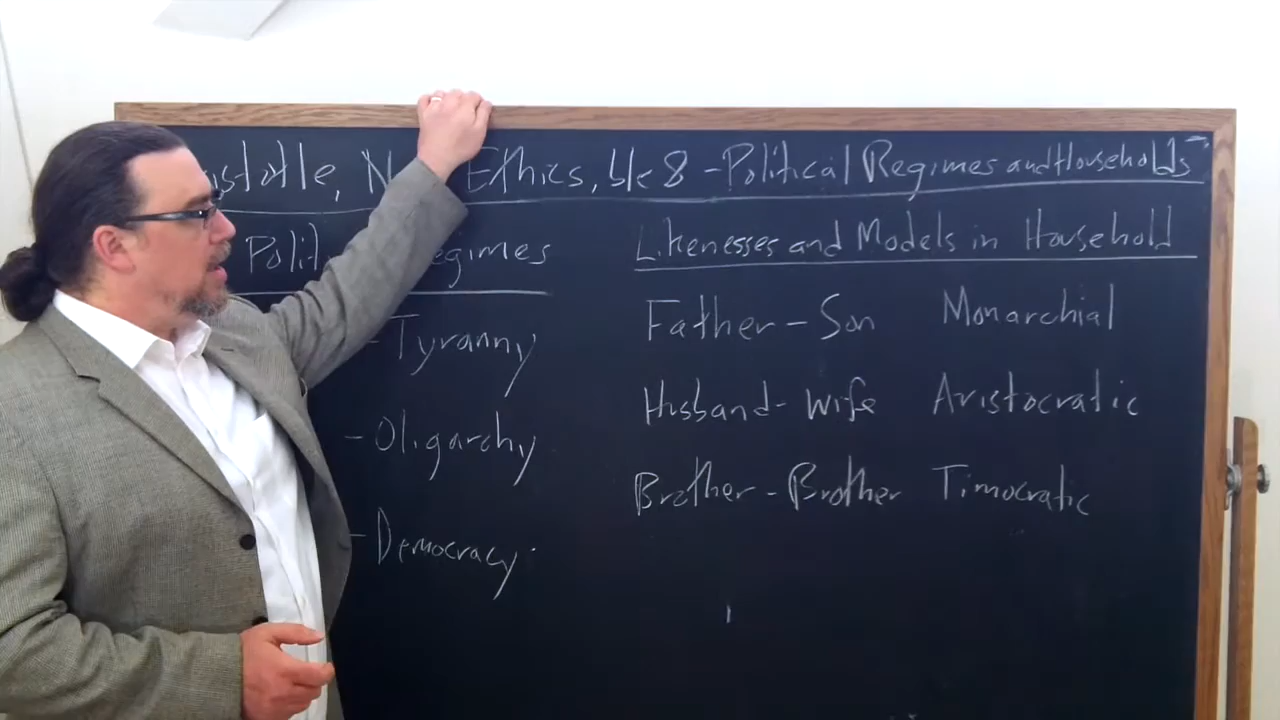 istotle, N Ethics, bk 8 - Political Regimes and Households
Polit egimes
Likenesses and Models in Household
- Tyranny
- Oligarchy
- Democracy
Father - Son Monarchial
Husband - Wife Aristocratic
Brother - Brother Timocratic